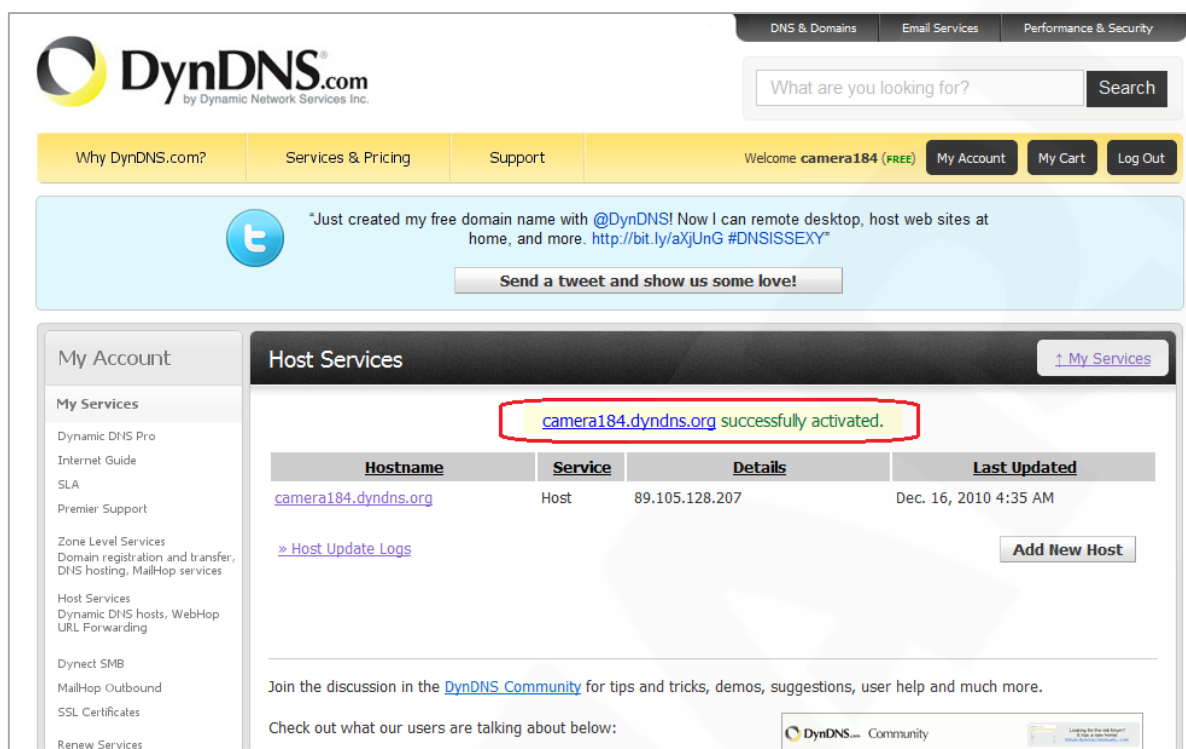 DNS & Domains Email Services Performance & Security
DynDNS.com
by Dynamic Network Services Inc.
What are you looking for? Search
Why DynDNS.com? Services & Pricing Support Welcome camera184 (FREE) My Account My Cart Log Out
“Just created my free domain name with @DynDNS! Now I can remote desktop, host web sites at
home, and more. http://bit.ly/aXjUnG #DNSISSEXY”
Send a tweet and show us some love!
My Account
My Services
Dynamic DNS Pro
Internet Guide
SLA
Premier Support
Zone Level Services
Domain registration and transfer,
DNS hosting, MailHop services
Host Services
Dynamic DNS hosts, WebHop
URL Forwarding
Dynect SMB
MailHop Outbound
SSL Certificates
Renew Services
Host Services ↑ My Services
camera184.dyndns.org successfully activated.
Hostname Service Details Last Updated
camera184.dyndns.org Host 89.105.128.207 Dec. 16, 2010 4:35 AM
» Host Update Logs Add New Host
Join the discussion in the DynDNS Community for tips and tricks, demos, suggestions, user help and much more.
Check out what our users are talking about below:
DynDNS.com Community